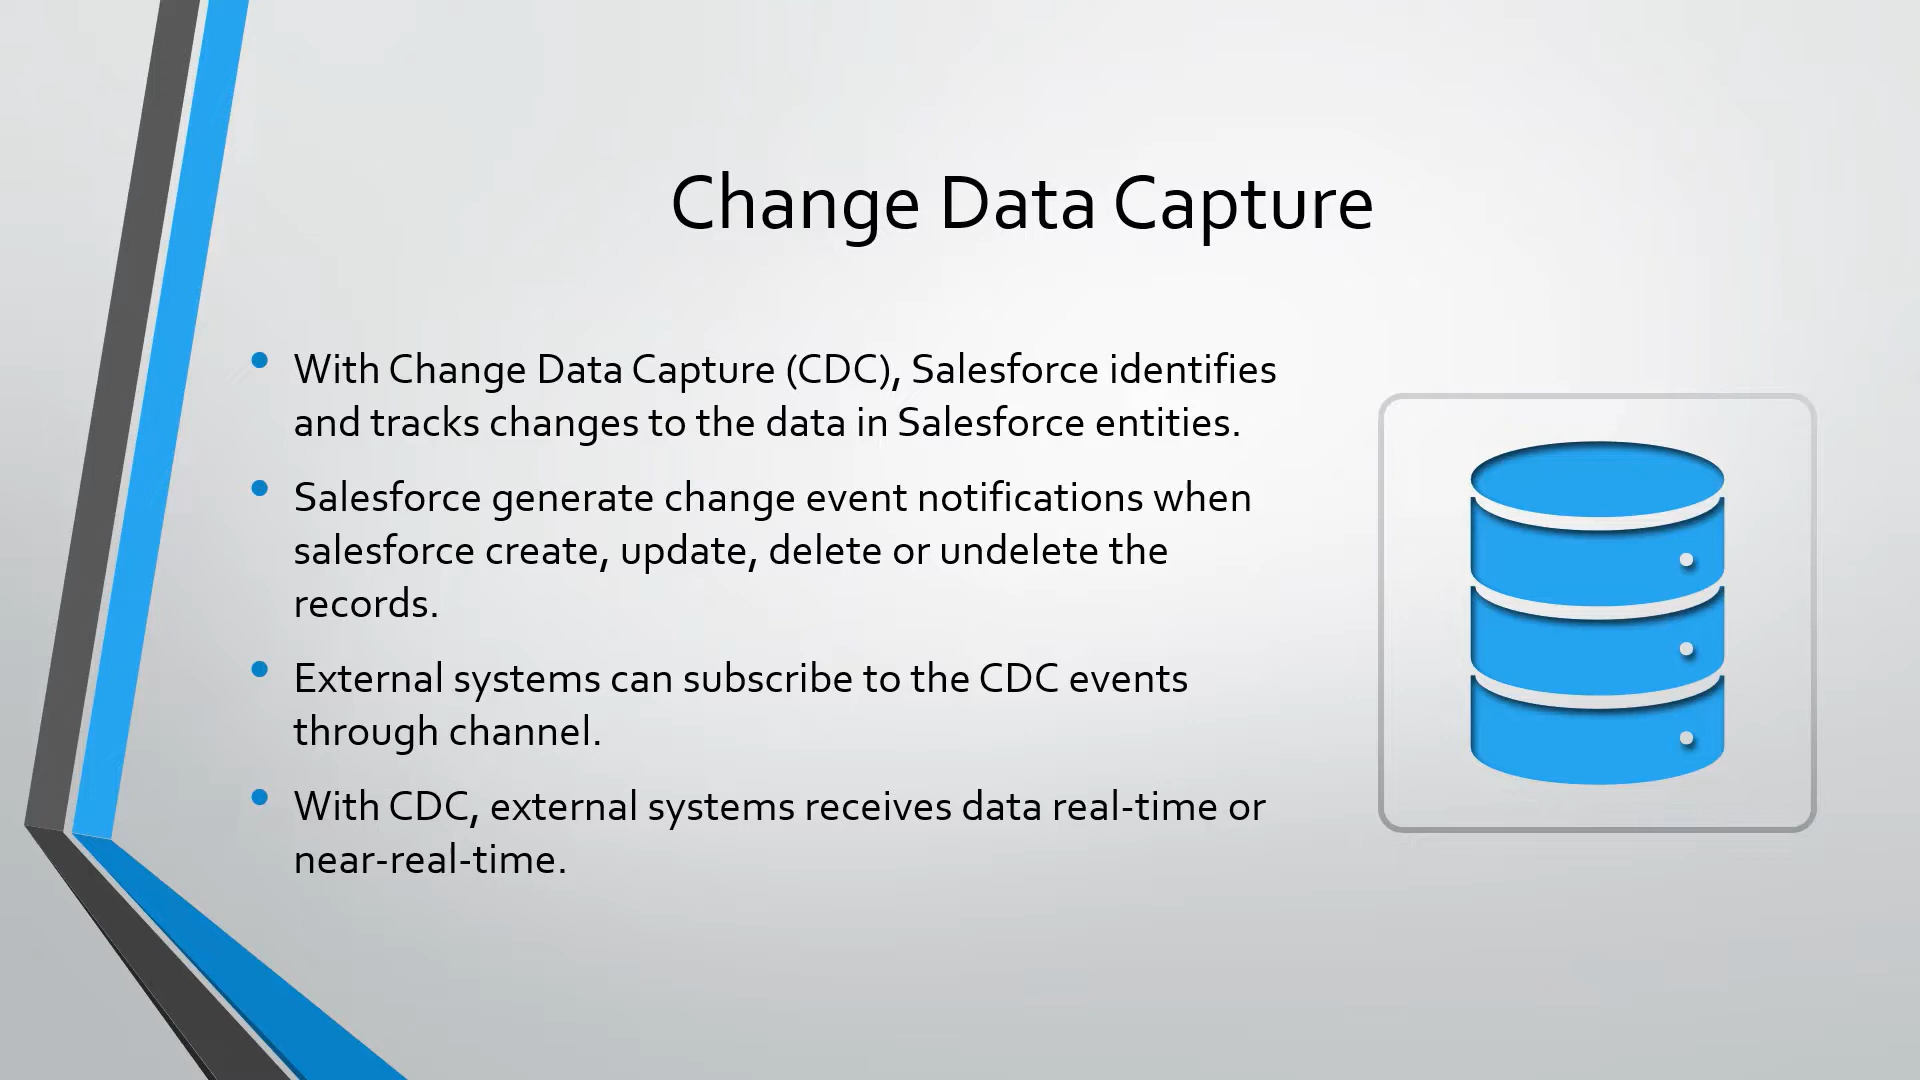 Change Data Capture
• With Change Data Capture (CDC), Salesforce identifies
and tracks changes to the data in Salesforce entities.
• Salesforce generate change event notifications when
salesforce create, update, delete or undelete the
records.
• External systems can subscribe to the CDC events
through channel.
• With CDC, external systems receives data real-time or
near-real-time.